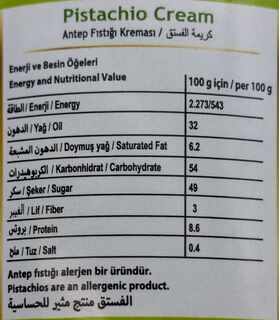 Pistachio Cream
Antep Fıstığı Kreması / كريمة الفستق
Enerji ve Besin Öğeleri
Energy and Nutritional Value
100 g için / per 100 g
الطاقة / Enerji / Energy 2.273/543
الدهون / Yağ / Oil 32
الدهون المشبعة / Doymuş yağ / Saturated Fat 6.2
الكربوهيدرات / Karbonhidrat / Carbohydrate 54
سكر / Şeker / Sugar 49
/ Lif / Fiber 3
بروتين / Protein 8.6
ملح / Tuz / Salt 0.4
Antep fıstığı alerjen bir üründür.
Pistachios are an allergenic product.
الفستق منتج مثير للحساسية